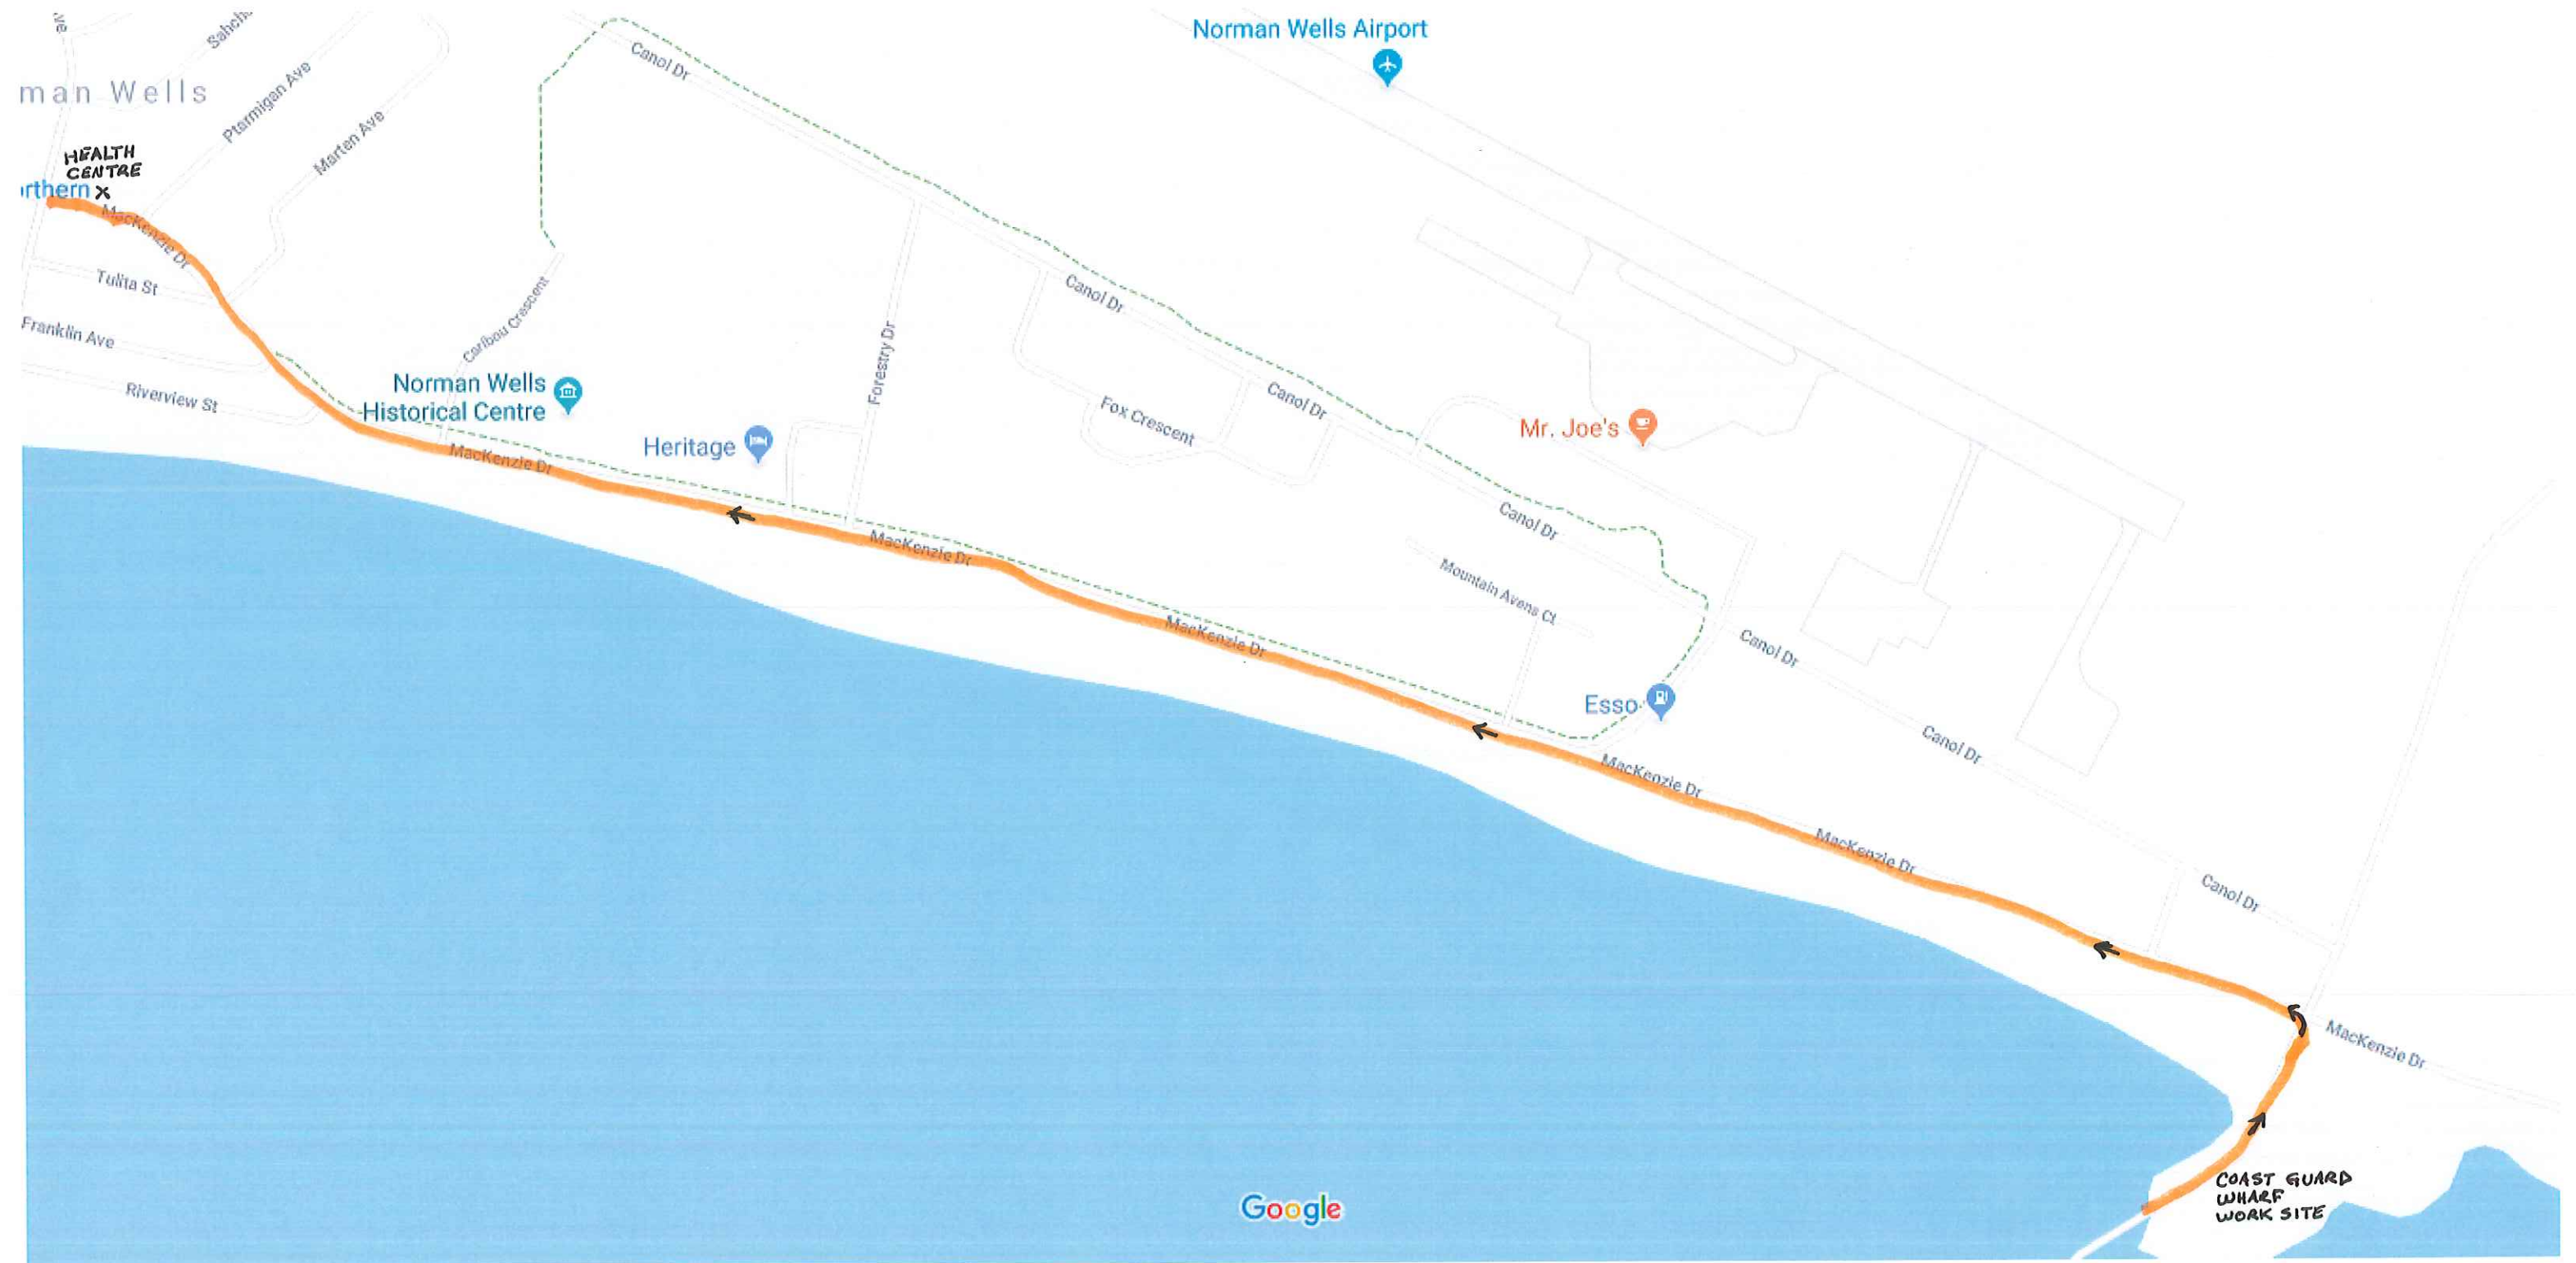 Norman Wells Airport
Sahcho
Canol Dr
man Wells
Ptarmigan Ave
Marten Ave
HEALTH
CENTRE
rthern X
MacKenzie Dr
Tulita St
Canol Dr
Caribou Crescent
Franklin Ave
Forestry Dr
Norman Wells
Historical Centre
Riverview St
Canol Dr
Fox Crescent
Mr. Joe's
Heritage
MacKenzie Dr
Canol Dr
MacKenzie Dr
Mountain Avens Ct
MacKenzie Dr
Canol Dr
Esso
Canol Dr
MacKenzie Dr
MacKenzie Dr
Canol Dr
MacKenzie Dr
COAST GUARD
WHARF
WORK SITE
Google